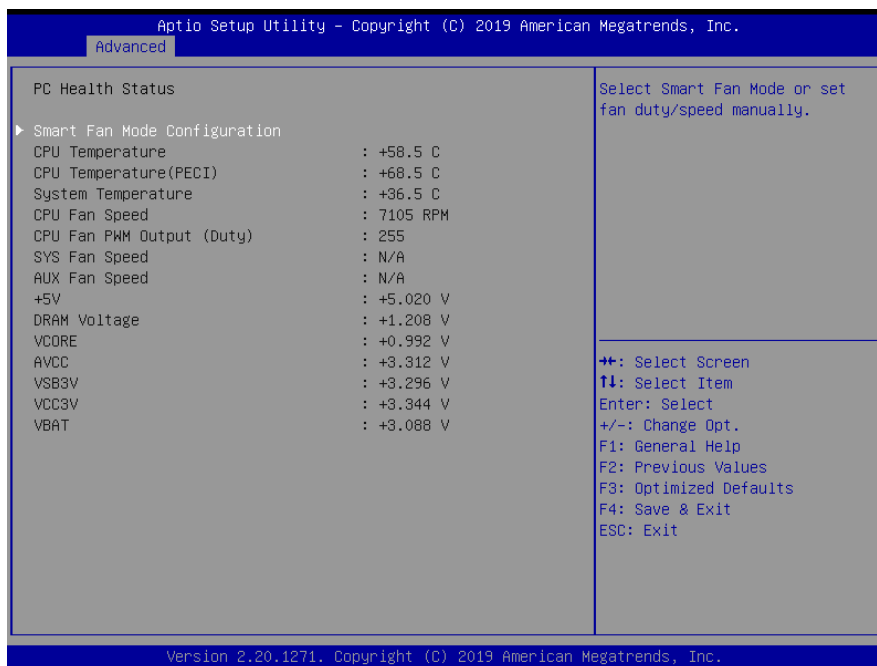 Aptio Setup Utility – Copyright (C) 2019 American Megatrends, Inc.
Advanced
PC Health Status
Smart Fan Mode Configuration
CPU Temperature : +58.5 C
CPU Temperature(PECI) : +68.5 C
System Temperature : +36.5 C
CPU Fan Speed : 7105 RPM
CPU Fan PWM Output (Duty) : 255
SYS Fan Speed : N/A
AUX Fan Speed : N/A
+5V : +5.020 V
DRAM Voltage : +1.208 V
VCORE : +0.992 V
AVCC : +3.312 V
VSB3V : +3.296 V
VCC3V : +3.344 V
VBAT : +3.088 V
Select Smart Fan Mode or set
fan duty/speed manually.
→←: Select Screen
↑↓: Select Item
Enter: Select
+/-: Change Opt.
F1: General Help
F2: Previous Values
F3: Optimized Defaults
F4: Save & Exit
ESC: Exit
Version 2.20.1271. Copyright (C) 2019 American Megatrends, Inc.